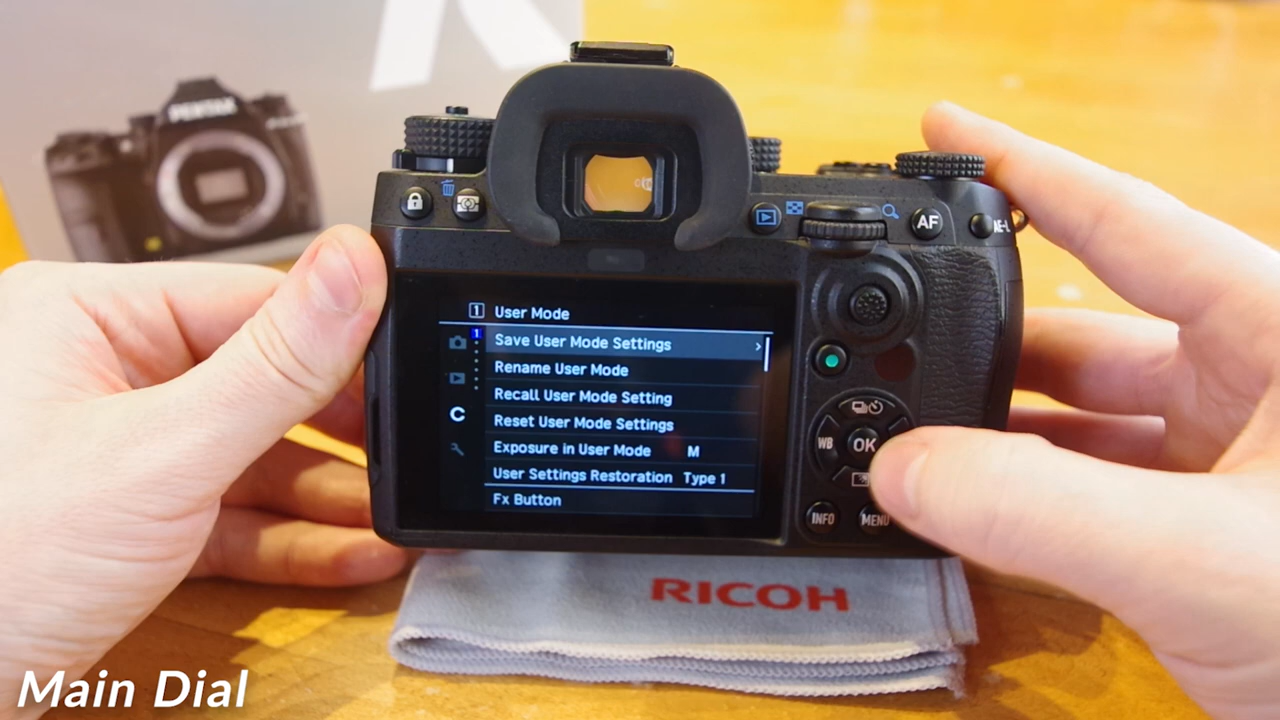 PENTAX
AF
AE-L
1 User Mode
1
Save User Mode Settings
Rename User Mode
Recall User Mode Setting
Reset User Mode Settings
C
Exposure in User Mode M
User Settings Restoration Type 1
Fx Button
WB OK
INFO MENU
RICOH
Main Dial